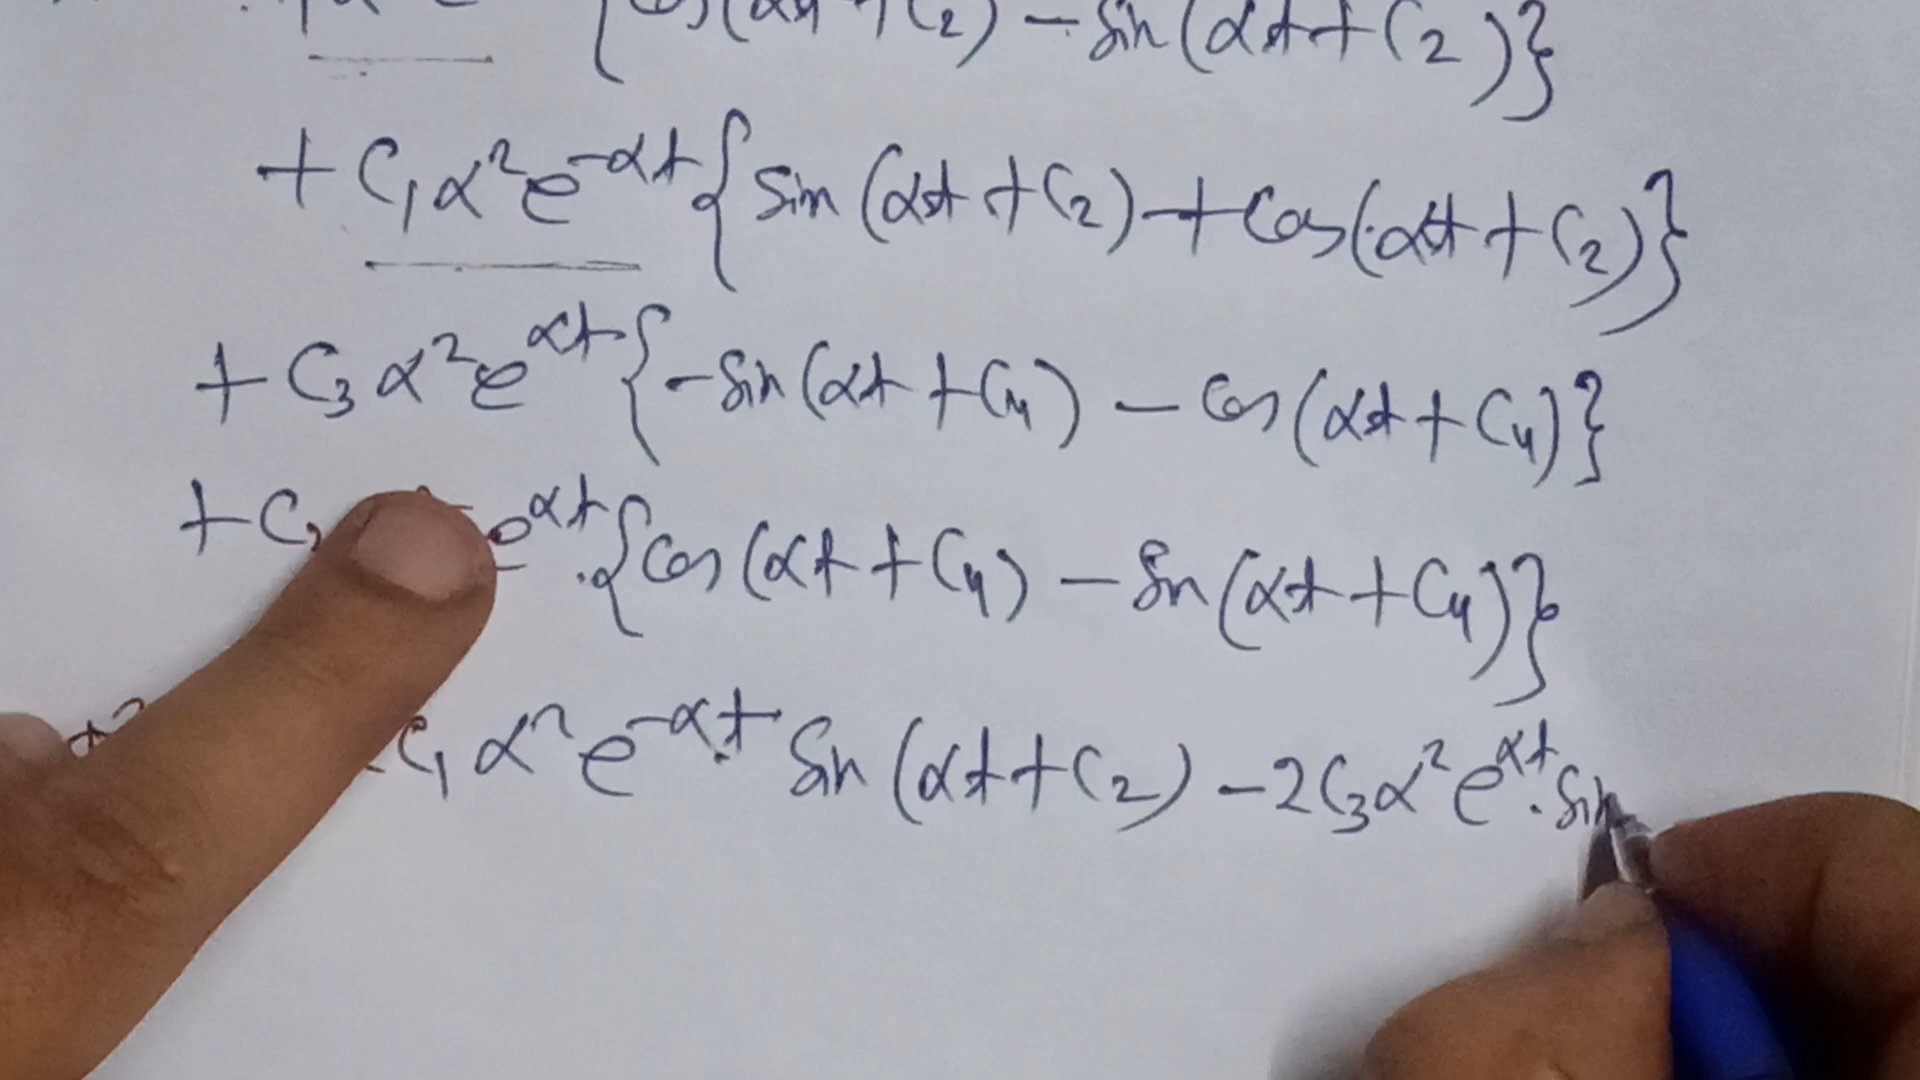 {Cos(αt+C₂) - Sin(αt+C₂)}
+ C₁α²e^{-αt}{Sin(αt+C₂)+Cos(αt+C₂)}
+ C₃α²e^{αt}{-Sin(αt+C₄) - Cos(αt+C₄)}
+ C e^{αt}.{Cos(αt+C₄) - Sin(αt+C₄)}
C₁α²e^{-αt} Sin(αt+C₂) - 2C₃α²e^{αt}.Sin